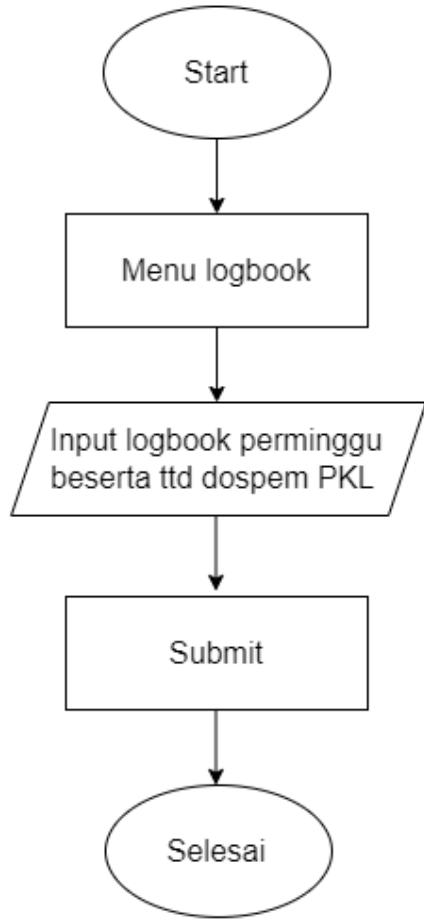 Start
Menu logbook
Input logbook perminggu
beserta ttd dospem PKL
Submit
Selesai